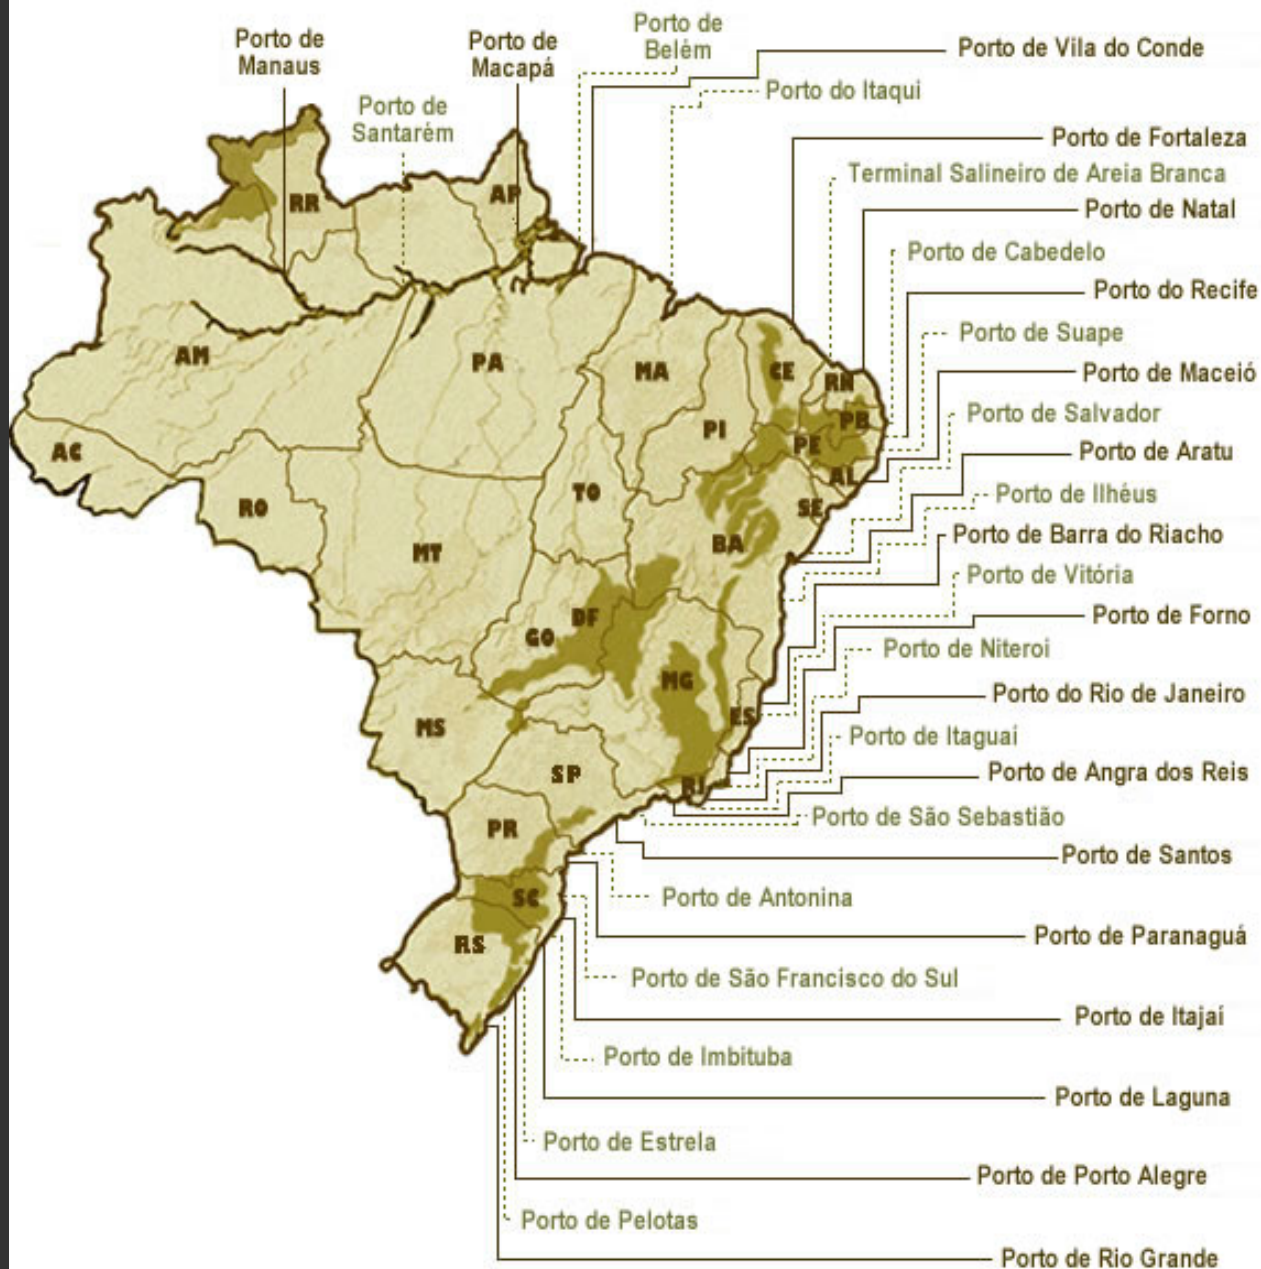 Porto de
Manaus
Porto de
Macapá
Porto de
Belém
Porto de Vila do Conde
Porto do Itaqui
Porto de
Santarém
Porto de Fortaleza
Terminal Salineiro de Areia Branca
Porto de Natal
Porto de Cabedelo
Porto do Recife
Porto de Suape
Porto de Maceió
Porto de Salvador
Porto de Aratu
Porto de Ilhéus
Porto de Barra do Riacho
Porto de Vitória
Porto de Forno
Porto de Niteroi
Porto do Rio de Janeiro
Porto de Itaguaí
Porto de Angra dos Reis
Porto de São Sebastião
Porto de Santos
Porto de Antonina
Porto de Paranaguá
Porto de São Francisco do Sul
Porto de Itajaí
Porto de Imbituba
Porto de Laguna
Porto de Estrela
Porto de Porto Alegre
Porto de Pelotas
Porto de Rio Grande
RR
AP
AM
PA
MA
CE
RN
PB
PI
PE
AL
AC
RO
TO
SE
MT
BA
DF
GO
MG
MS
ES
SP
RJ
PR
SC
RS